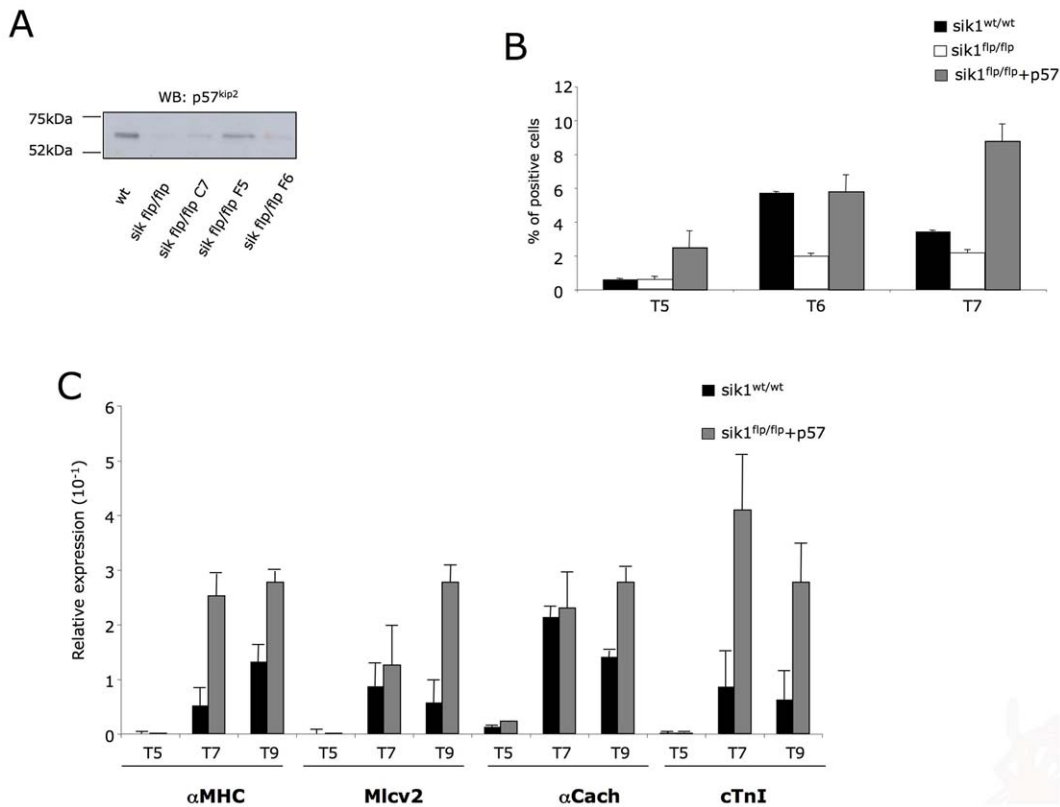 A
WB: p57kip2
75kDa
52kDa
wt
sik flp/flp
sik flp/flp C7
sik flp/flp F5
sik flp/flp F6
B
sik1wt/wt
sik1flp/flp
sik1flp/flp+p57
% of positive cells
12
10
8
6
4
2
0
T5 T6 T7
C
sik1wt/wt
sik1flp/flp+p57
Relative expression (10-1)
6
5
4
3
2
1
0
T5 T7 T9 T5 T7 T9 T5 T7 T9 T5 T7 T9
αMHC Mlcv2 αCach cTnI